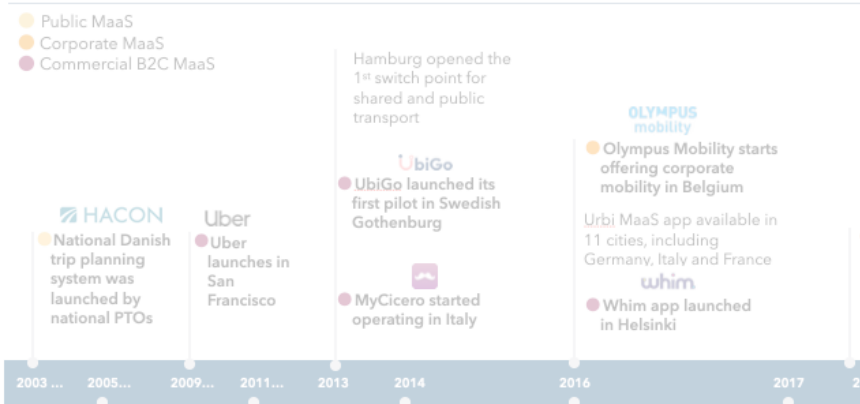 Public MaaS
Corporate MaaS
Commercial B2C MaaS
Hamburg opened the
1st switch point for
shared and public
transport
OLYMPUS
mobility
Olympus Mobility starts
offering corporate
mobility in Belgium
UbiGo
UbiGo launched its
first pilot in Swedish
Gothenburg
HACON
National Danish
trip planning
system was
launched by
national PTOs
Uber
Uber
launches in
San
Francisco
Urbi MaaS app available in
11 cities, including
Germany, Italy and France
MyCicero started
operating in Italy
whim
Whim app launched
in Helsinki
2003 ... 2005... 2009... 2011... 2013 2014 2016 2017